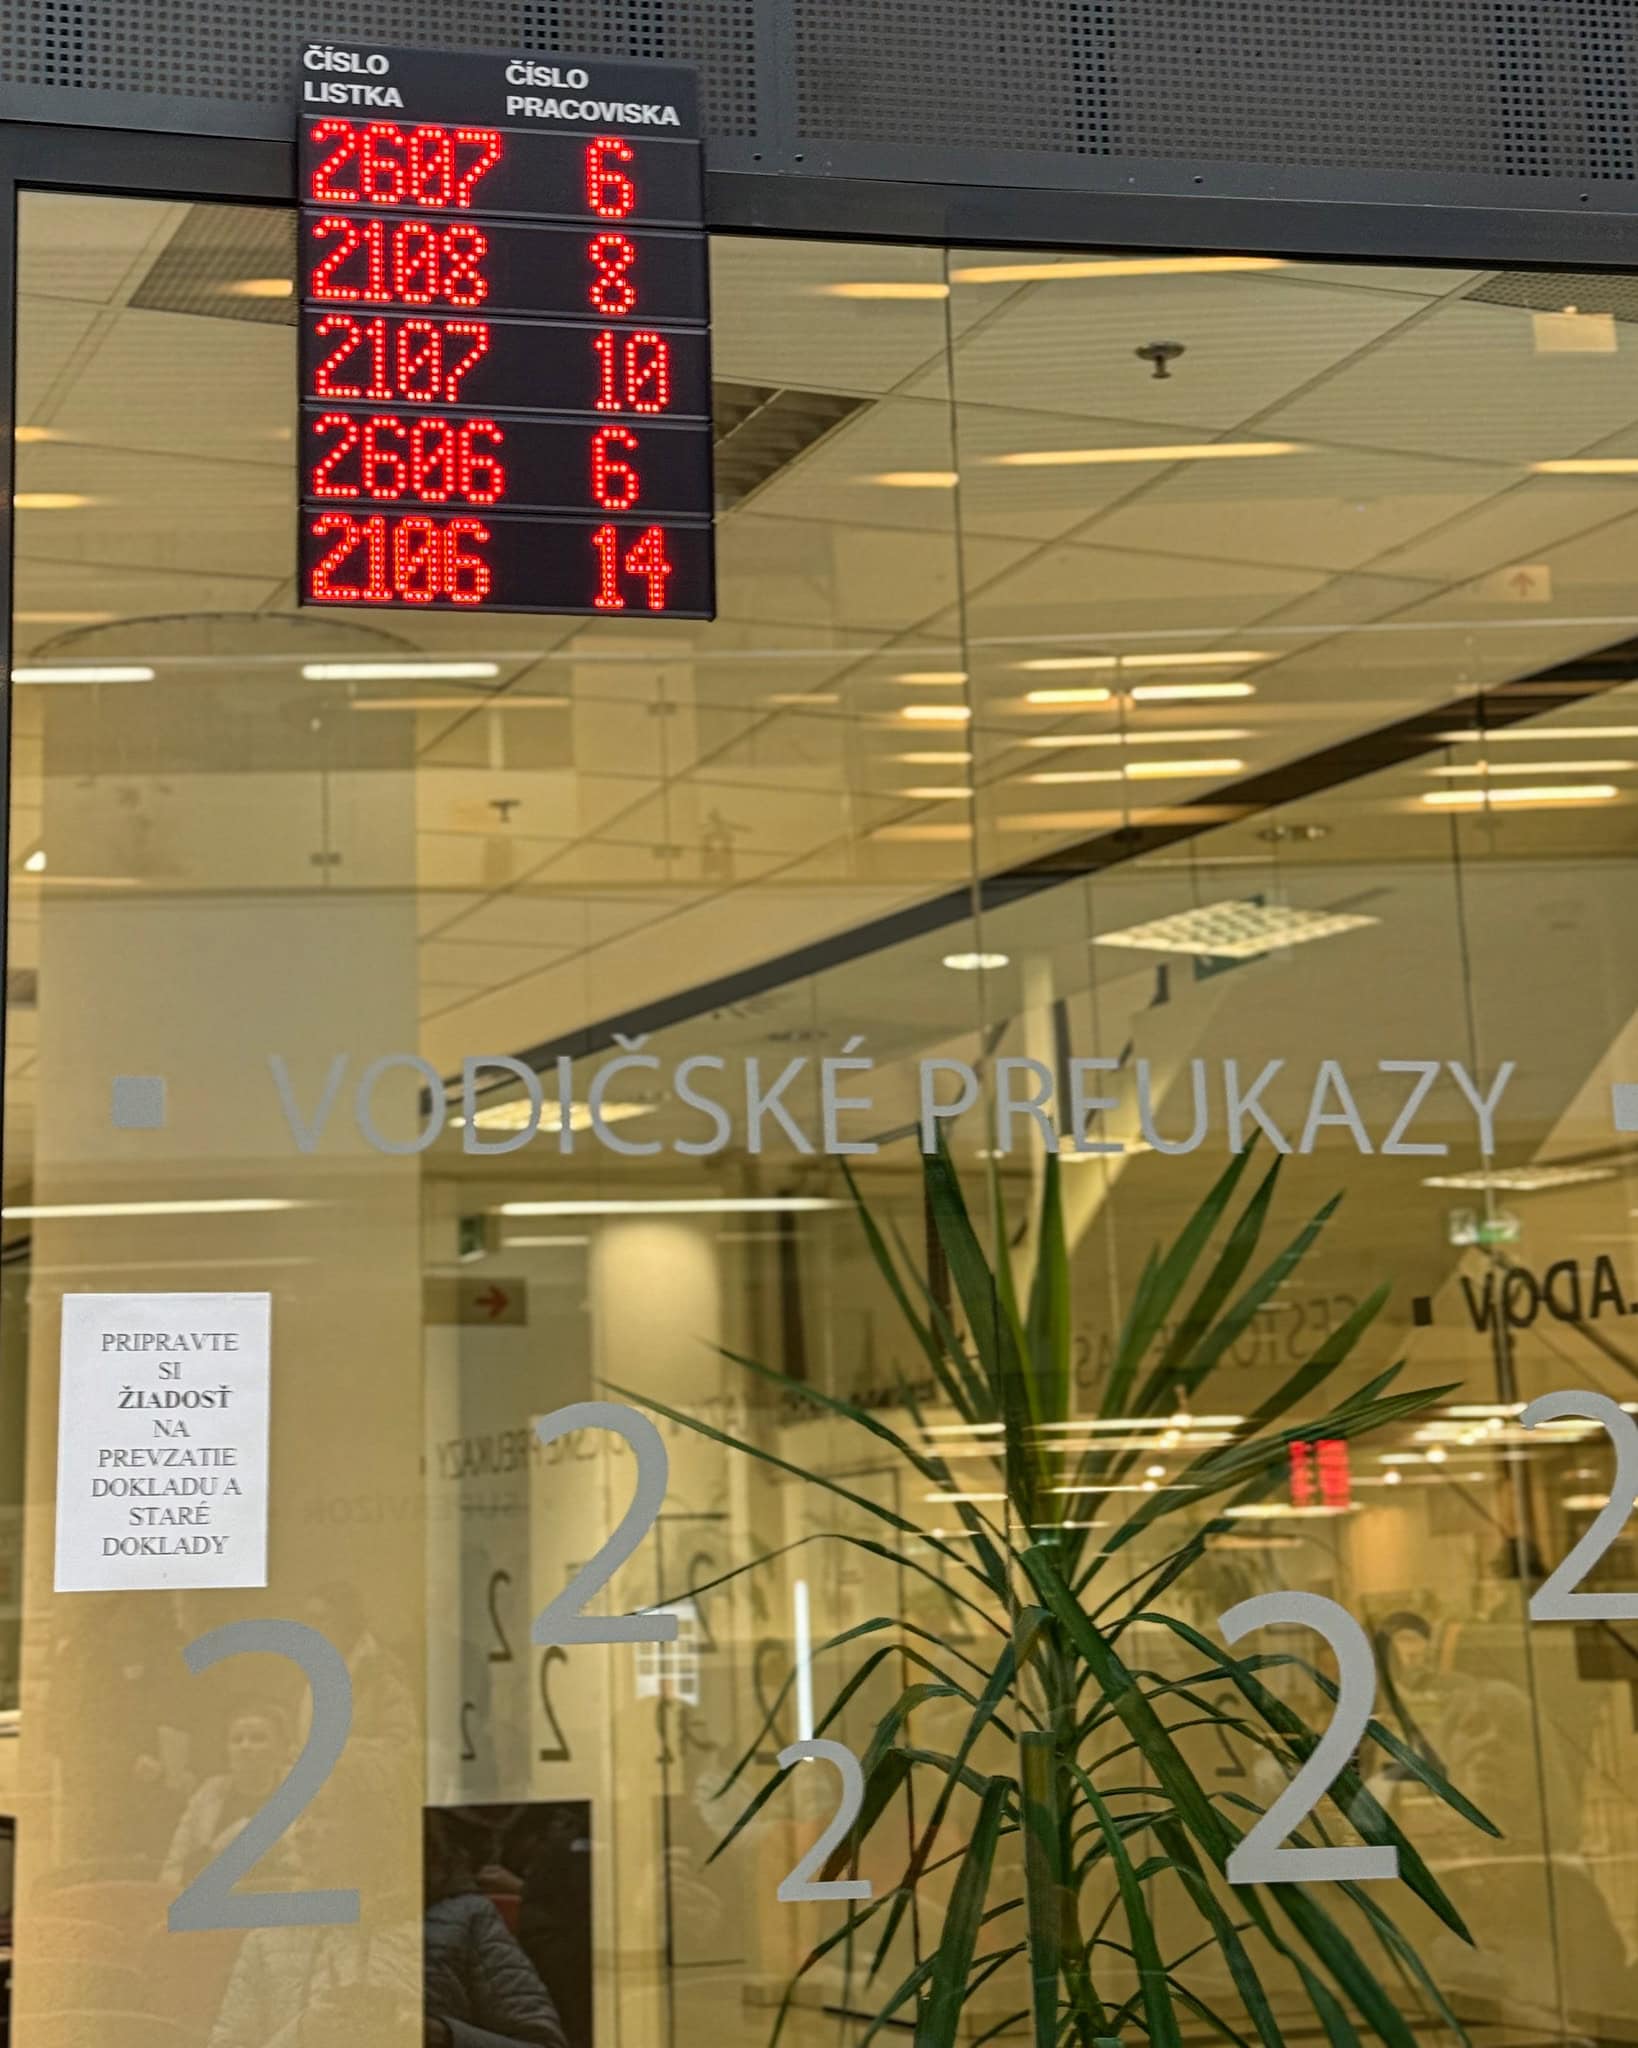 ČÍSLO LISTKA ČÍSLO PRACOVISKA
2607 6
2108 8
2107 10
2606 6
2106 14
VODIČSKÉ PREUKAZY
PRIPRAVTE
SI
ŽIADOSŤ
NA
PREVZATIE
DOKLADU A
STARÉ
DOKLADY
2
2
2
2
2